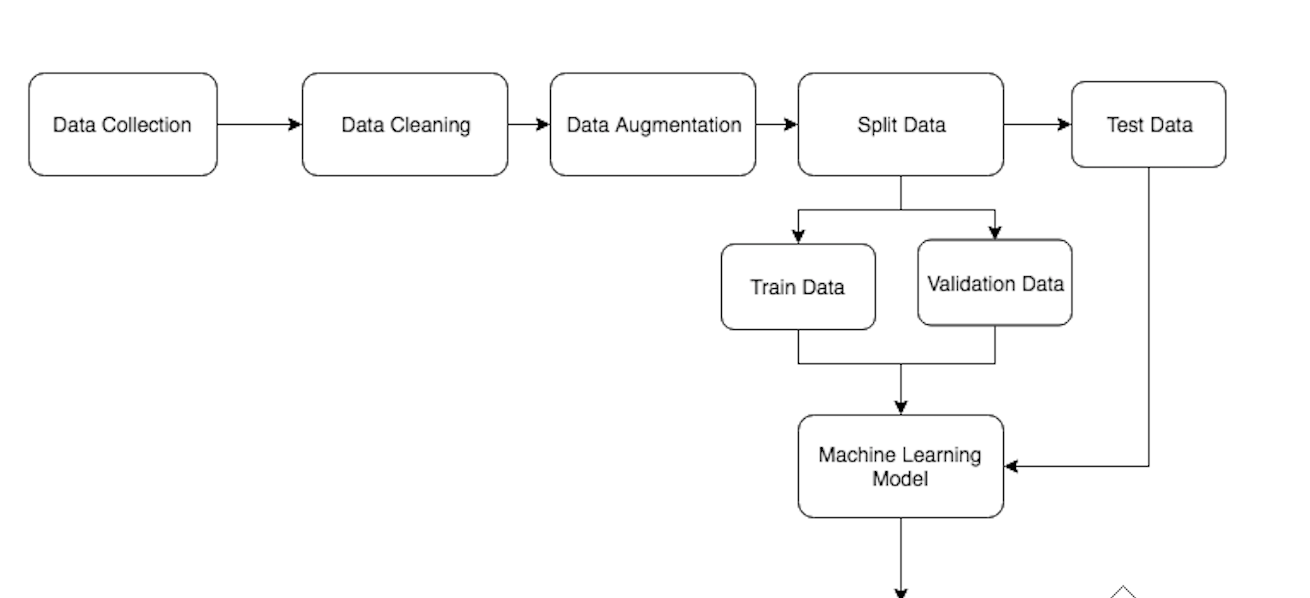 Data Collection
Data Cleaning
Data Augmentation
Split Data
Test Data
Train Data
Validation Data
Machine Learning
Model